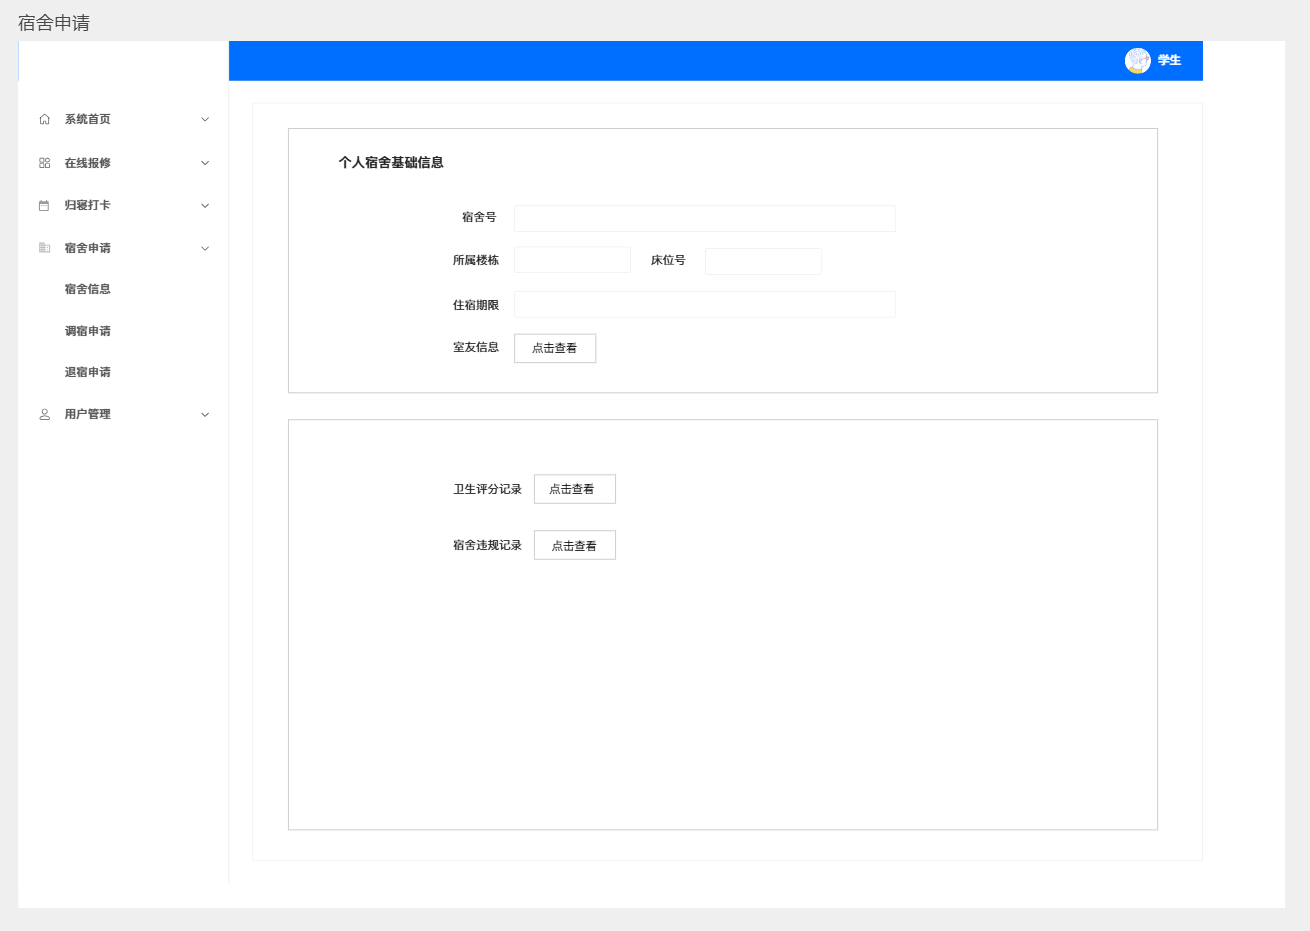 宿舍申请
学生
系统首页
在线报修
归寝打卡
宿舍申请
宿舍信息
调宿申请
退宿申请
用户管理
个人宿舍基础信息
宿舍号
所属楼栋 床位号
住宿期限
室友信息 点击查看
卫生评分记录 点击查看
宿舍违规记录 点击查看